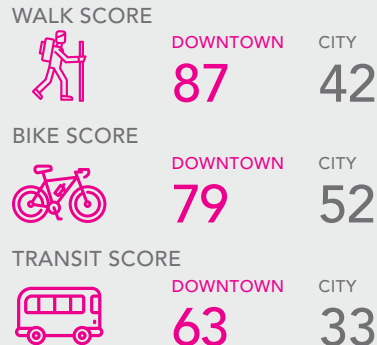 WALK SCORE
DOWNTOWN CITY
87 42
BIKE SCORE
DOWNTOWN CITY
79 52
TRANSIT SCORE
DOWNTOWN CITY
63 33